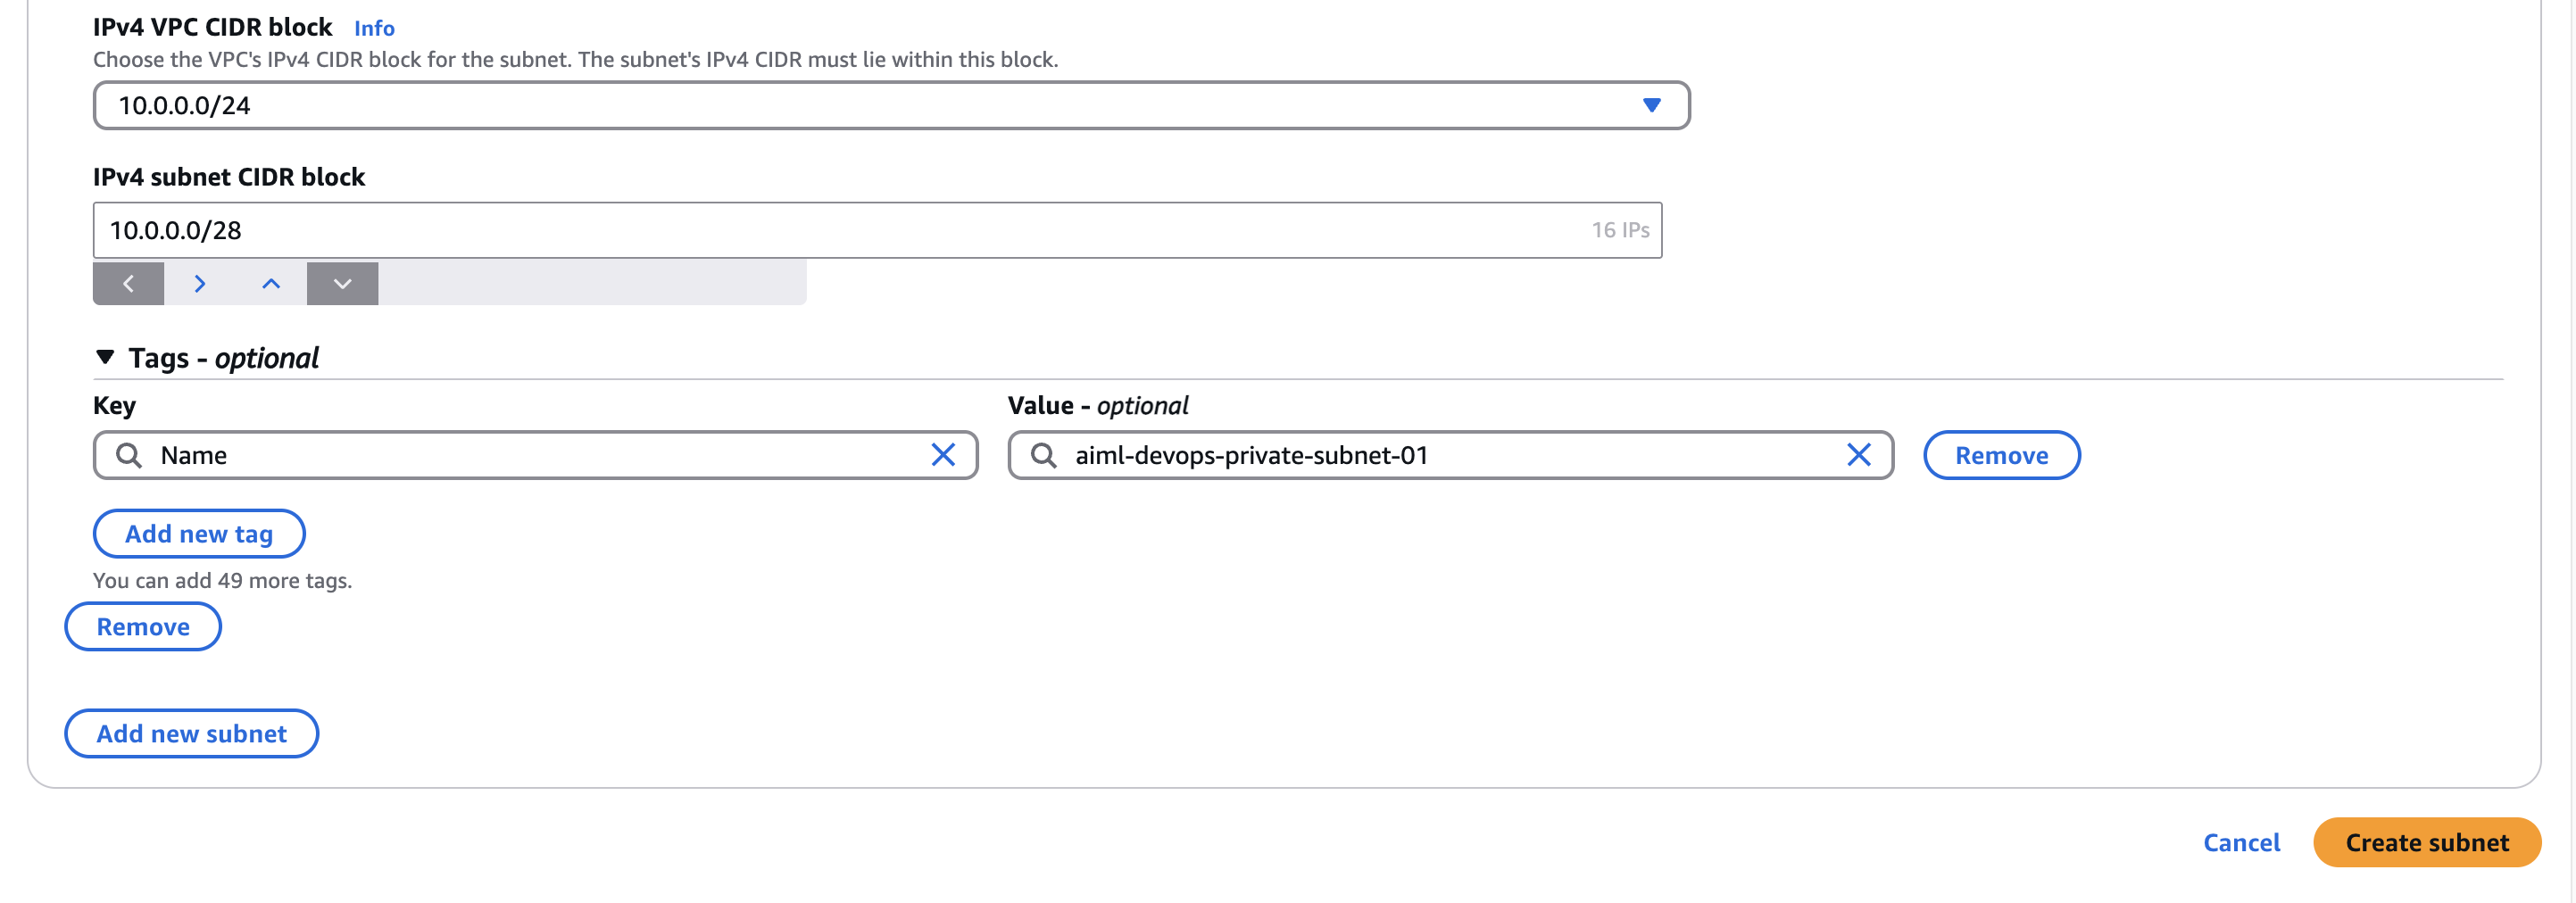 IPv4 VPC CIDR block Info
Choose the VPC's IPv4 CIDR block for the subnet. The subnet's IPv4 CIDR must lie within this block.
10.0.0.0/24
IPv4 subnet CIDR block
10.0.0.0/28 16 IPs
Tags - optional
Key Value - optional
Name aiml-devops-private-subnet-01 Remove
Add new tag
You can add 49 more tags.
Remove
Add new subnet
Cancel Create subnet